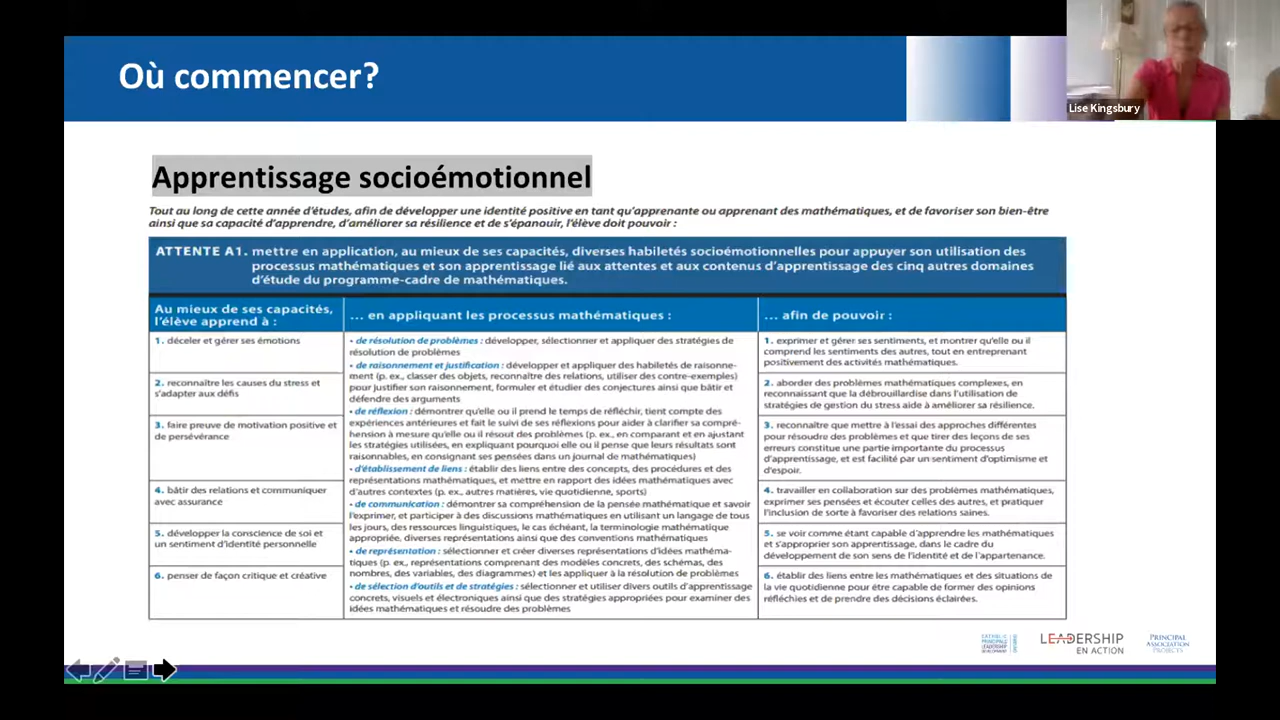 Où commencer?
Lise Kingsbury
Apprentissage socioémotionnel
Tout au long de cette année d'études, afin de développer une identité positive en tant qu'apprenante ou apprenant des mathématiques, et de favoriser son bien-être
ainsi que sa capacité d'apprendre, d'améliorer sa résilience et de s'épanouir, l'élève doit pouvoir :
ATTENTE A1. mettre en application, au mieux de ses capacités, diverses habiletés socioémotionnelles pour appuyer son utilisation des
processus mathématiques et son apprentissage lié aux attentes et aux contenus d'apprentissage des cinq autres domaines
d'étude du programme-cadre de mathématiques.
Au mieux de ses capacités,
l'élève apprend à :
1. déceler et gérer ses émotions
2. reconnaître les causes du stress et
s'adapter aux défis
3. faire preuve de motivation positive et
de persévérance
4. bâtir des relations et communiquer
avec assurance
5. développer la conscience de soi et
un sentiment d'identité personnelle
6. penser de façon critique et créative
... en appliquant les processus mathématiques :
• de résolution de problèmes : développer, sélectionner et appliquer des stratégies de
résolution de problèmes
• de raisonnement et justification : développer et appliquer des habiletés de raisonne-
ment (p. ex., classer des objets, reconnaître des relations, utiliser des contre-exemples)
pour justifier son raisonnement, formuler et étudier des conjectures ainsi que bâtir et
défendre des arguments
• de réflexion : démontrer qu'elle ou il prend le temps de réfléchir, tient compte des
expériences antérieures et fait le suivi de ses réflexions pour aider à clarifier sa compré-
hension à mesure qu'elle ou il résout des problèmes (p. ex., en comparant et en ajustant
les stratégies utilisées, en expliquant pourquoi elle ou il pense que leurs résultats sont
raisonnables, en consignant ses pensées dans un journal de mathématiques)
• d'établissement de liens : établir des liens entre des concepts, des procédures et des
représentations mathématiques, et mettre en rapport des idées mathématiques avec
d'autres contextes (p. ex., autres matières, vie quotidienne, sports)
• de communication : démontrer sa compréhension de la pensée mathématique et savoir
l'exprimer, et participer à des discussions mathématiques en utilisant un langage de tous
les jours, des ressources linguistiques, le cas échéant, la terminologie mathématique
appropriée, diverses représentations ainsi que des conventions mathématiques
• de représentation : sélectionner et créer diverses représentations d'idées mathéma-
tiques (p. ex., représentations comprenant des modèles concrets, des schémas, des
nombres, des variables, des diagrammes) et les appliquer à la résolution de problèmes
• de sélection d'outils et de stratégies : sélectionner et utiliser divers outils d'apprentissage
concrets, visuels et électroniques ainsi que des stratégies appropriées pour examiner des
idées mathématiques et résoudre des problèmes
... afin de pouvoir :
1. exprimer et gérer ses sentiments, et montrer qu'elle ou il
comprend les sentiments des autres, tout en entreprenant
positivement des activités mathématiques.
2. aborder des problèmes mathématiques complexes, en
reconnaissant que la débrouillardise dans l'utilisation de
stratégies de gestion du stress aide à améliorer sa résilience.
3. reconnaître que mettre à l'essai des approches différentes
pour résoudre des problèmes et que tirer des leçons de ses
erreurs constitue une partie importante du processus
d'apprentissage, et est facilité par un sentiment d'optimisme et
d'espoir.
4. travailler en collaboration sur des problèmes mathématiques,
exprimer ses pensées et écouter celles des autres, et pratiquer
l'inclusion de sorte à favoriser des relations saines.
5. se voir comme étant capable d'apprendre les mathématiques
et s'approprier son apprentissage, dans le cadre du
développement de son sens de l'identité et de l'appartenance.
6. établir des liens entre les mathématiques et des situations de
la vie quotidienne pour être capable de former des opinions
réfléchies et de prendre des décisions éclairées.
CATHOLIC
PRINCIPALS'
LEADERSHIP
DEVELOPMENT
LEADERSHIP
EN ACTION
PRINCIPAL
ASSOCIATION
PROJECTS